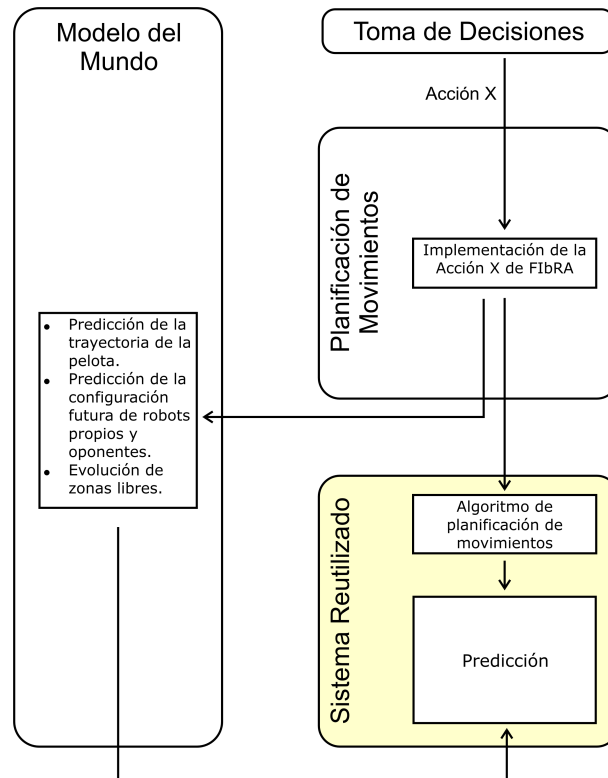 Modelo del
Mundo
Toma de Decisiones
Acción X
Planificación de
Movimientos
Implementación de la
Acción X de FIbRA
• Predicción de la
trayectoria de la
pelota.
• Predicción de la
configuración
futura de robots
propios y
oponentes.
• Evolución de
zonas libres.
Sistema Reutilizado
Algoritmo de
planificación de
movimientos
Predicción